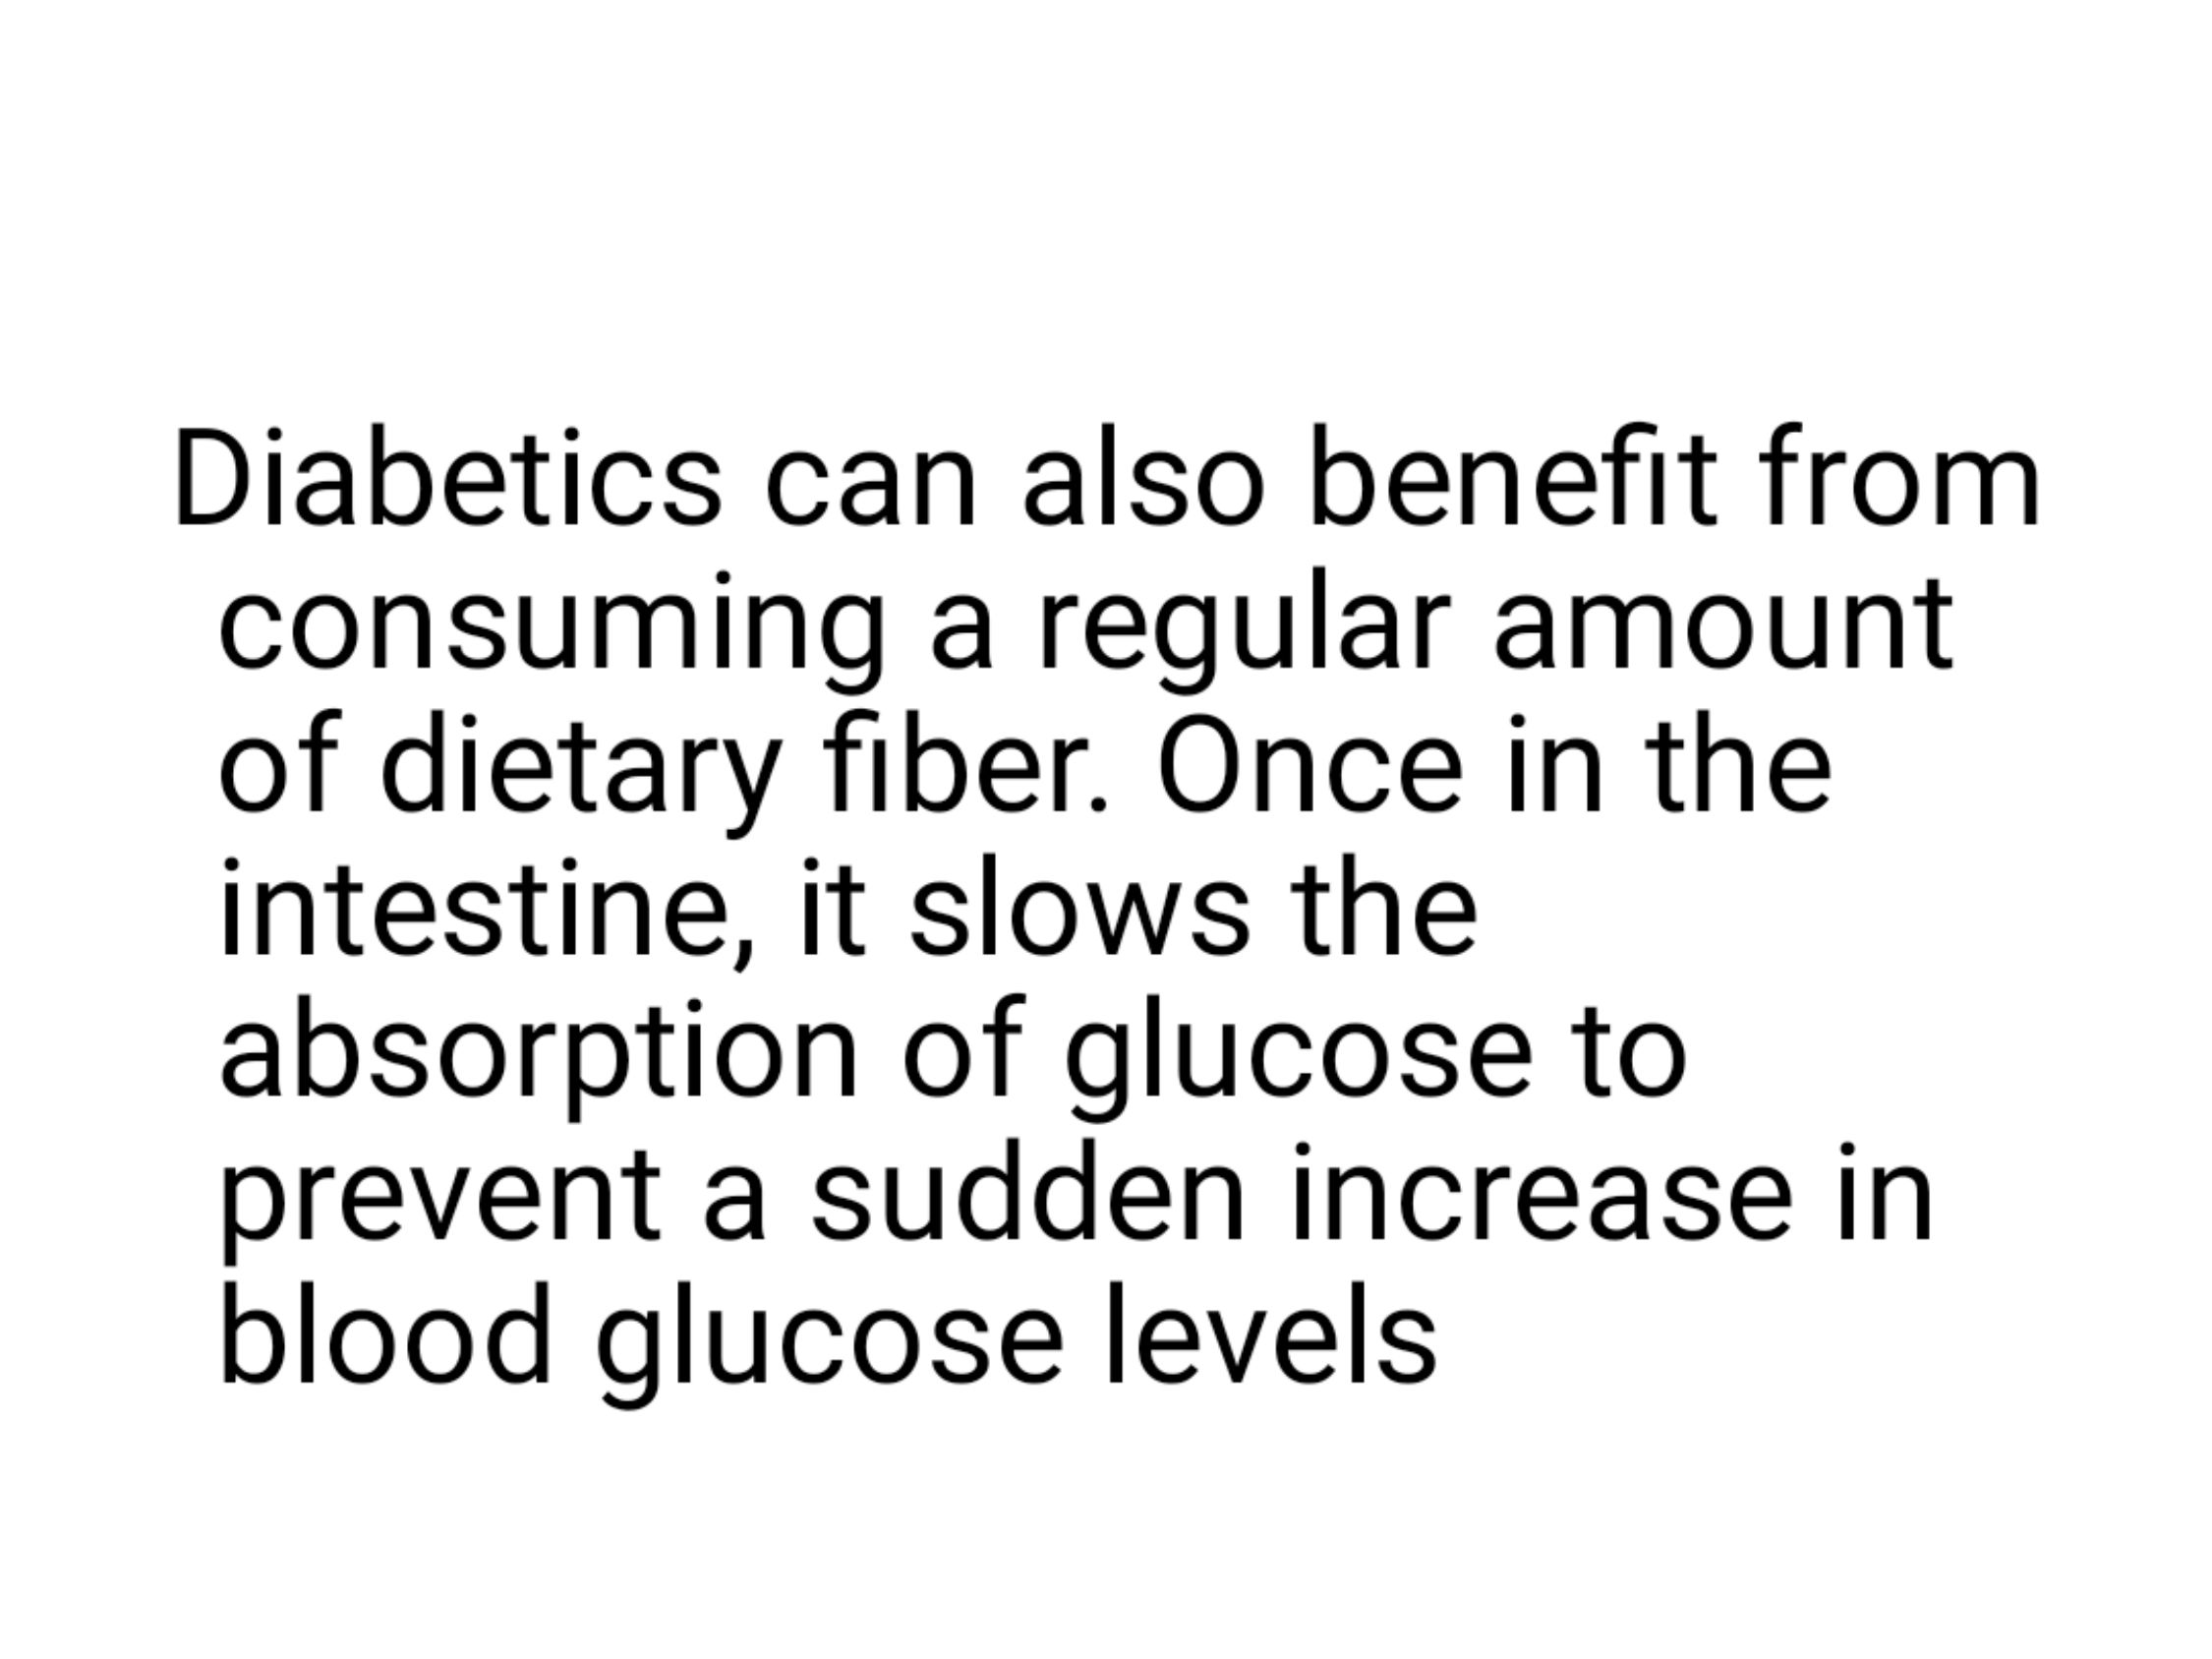 Diabetics can also benefit from
consuming a regular amount
of dietary fiber. Once in the
intestine, it slows the
absorption of glucose to
prevent a sudden increase in
blood glucose levels